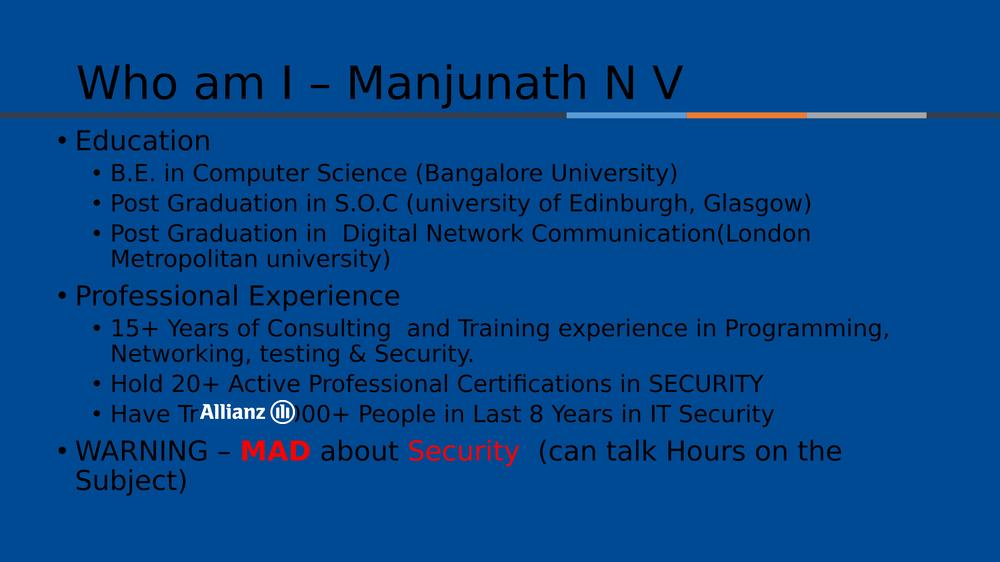 Who am I – Manjunath N V
• Education
• B.E. in Computer Science (Bangalore University)
• Post Graduation in S.O.C (university of Edinburgh, Glasgow)
• Post Graduation in  Digital Network Communication(London
Metropolitan university)
• Professional Experience
• 15+ Years of Consulting  and Training experience in Programming,
Networking, testing & Security.
• Hold 20+ Active Professional Certifications in SECURITY
• Have Allianz People in Last 8 Years in IT Security
• WARNING – MAD about Security  (can talk Hours on the
Subject)